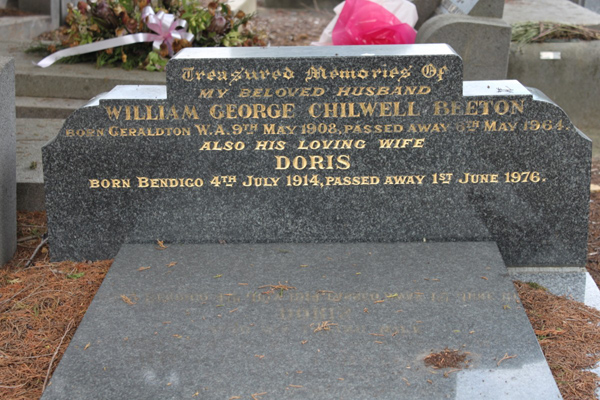 Treasured Memories Of
MY BELOVED HUSBAND
WILLIAM GEORGE CHILWELL BEETON
BORN GERALDTON W.A. 9TH MAY 1908, PASSED AWAY 6TH MAY 1964.
ALSO HIS LOVING WIFE
DORIS
BORN BENDIGO 4TH JULY 1914, PASSED AWAY 1ST JUNE 1976.